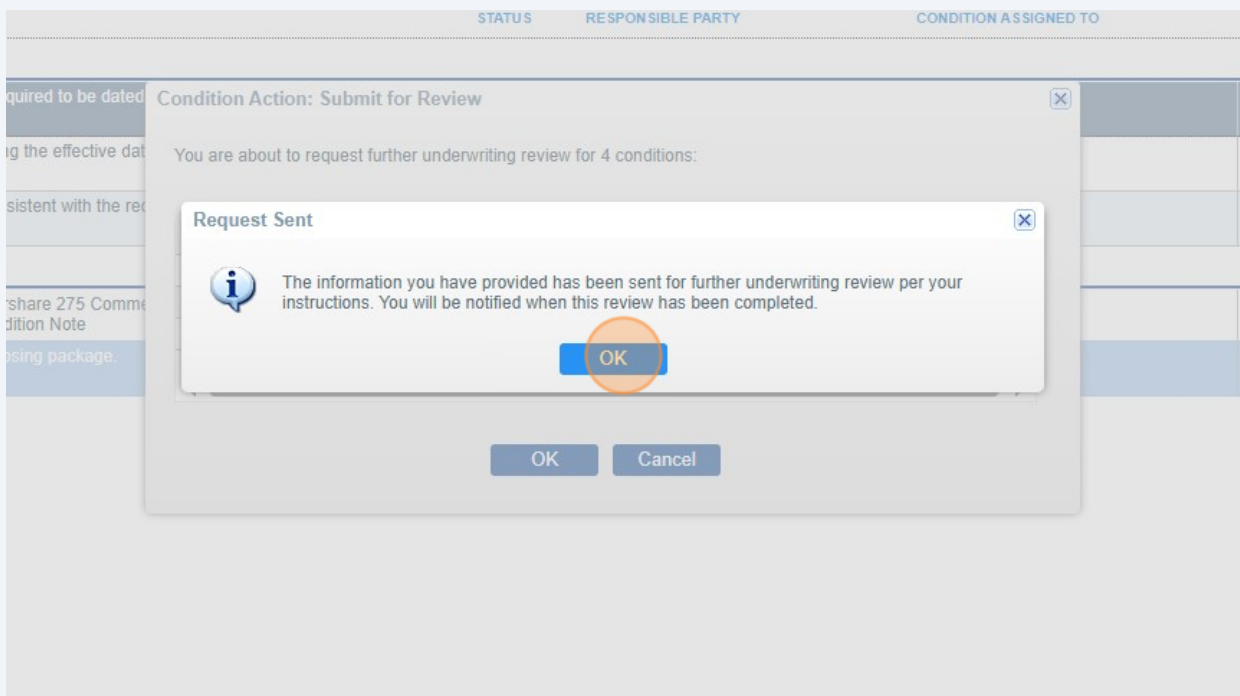 STATUS RESPONSIBLE PARTY CONDITION ASSIGNED TO
quired to be dated
Condition Action: Submit for Review
ng the effective dat
You are about to request further underwriting review for 4 conditions:
sistent with the rec
Request Sent
The information you have provided has been sent for further underwriting review per your
instructions. You will be notified when this review has been completed.
rshare 275 Comme
dition Note
OK
osing package.
OK Cancel